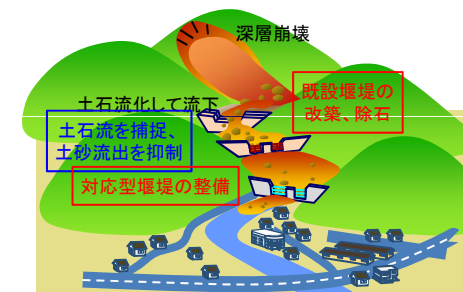 深層崩壊
既設堰堤の
改築、除石
土石流化して流下
土石流を捕捉、
土砂流出を抑制
対応型堰堤の整備